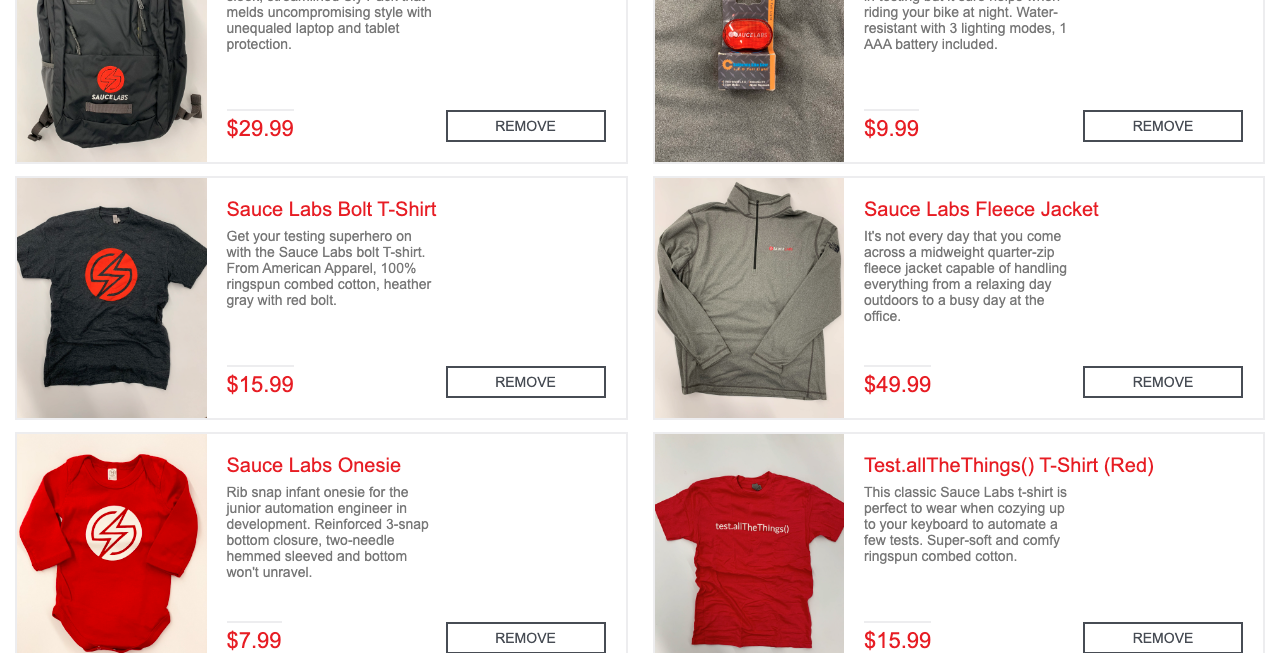 melds uncompromising style with
unequaled laptop and tablet
protection.
SAUCELABS
$29.99
REMOVE
riding your bike at night. Water-
resistant with 3 lighting modes, 1
AAA battery included.
SAUCELABS
$9.99
REMOVE
Sauce Labs Bolt T-Shirt
Get your testing superhero on
with the Sauce Labs bolt T-shirt.
From American Apparel, 100%
ringspun combed cotton, heather
gray with red bolt.
$15.99
REMOVE
Sauce Labs Fleece Jacket
It's not every day that you come
across a midweight quarter-zip
fleece jacket capable of handling
everything from a relaxing day
outdoors to a busy day at the
office.
$49.99
REMOVE
Sauce Labs Onesie
Rib snap infant onesie for the
junior automation engineer in
development. Reinforced 3-snap
bottom closure, two-needle
hemmed sleeved and bottom
won't unravel.
$7.99
REMOVE
Test.allTheThings() T-Shirt (Red)
This classic Sauce Labs t-shirt is
perfect to wear when cozying up
to your keyboard to automate a
few tests. Super-soft and comfy
ringspun combed cotton.
test.allTheThings()
$15.99
REMOVE